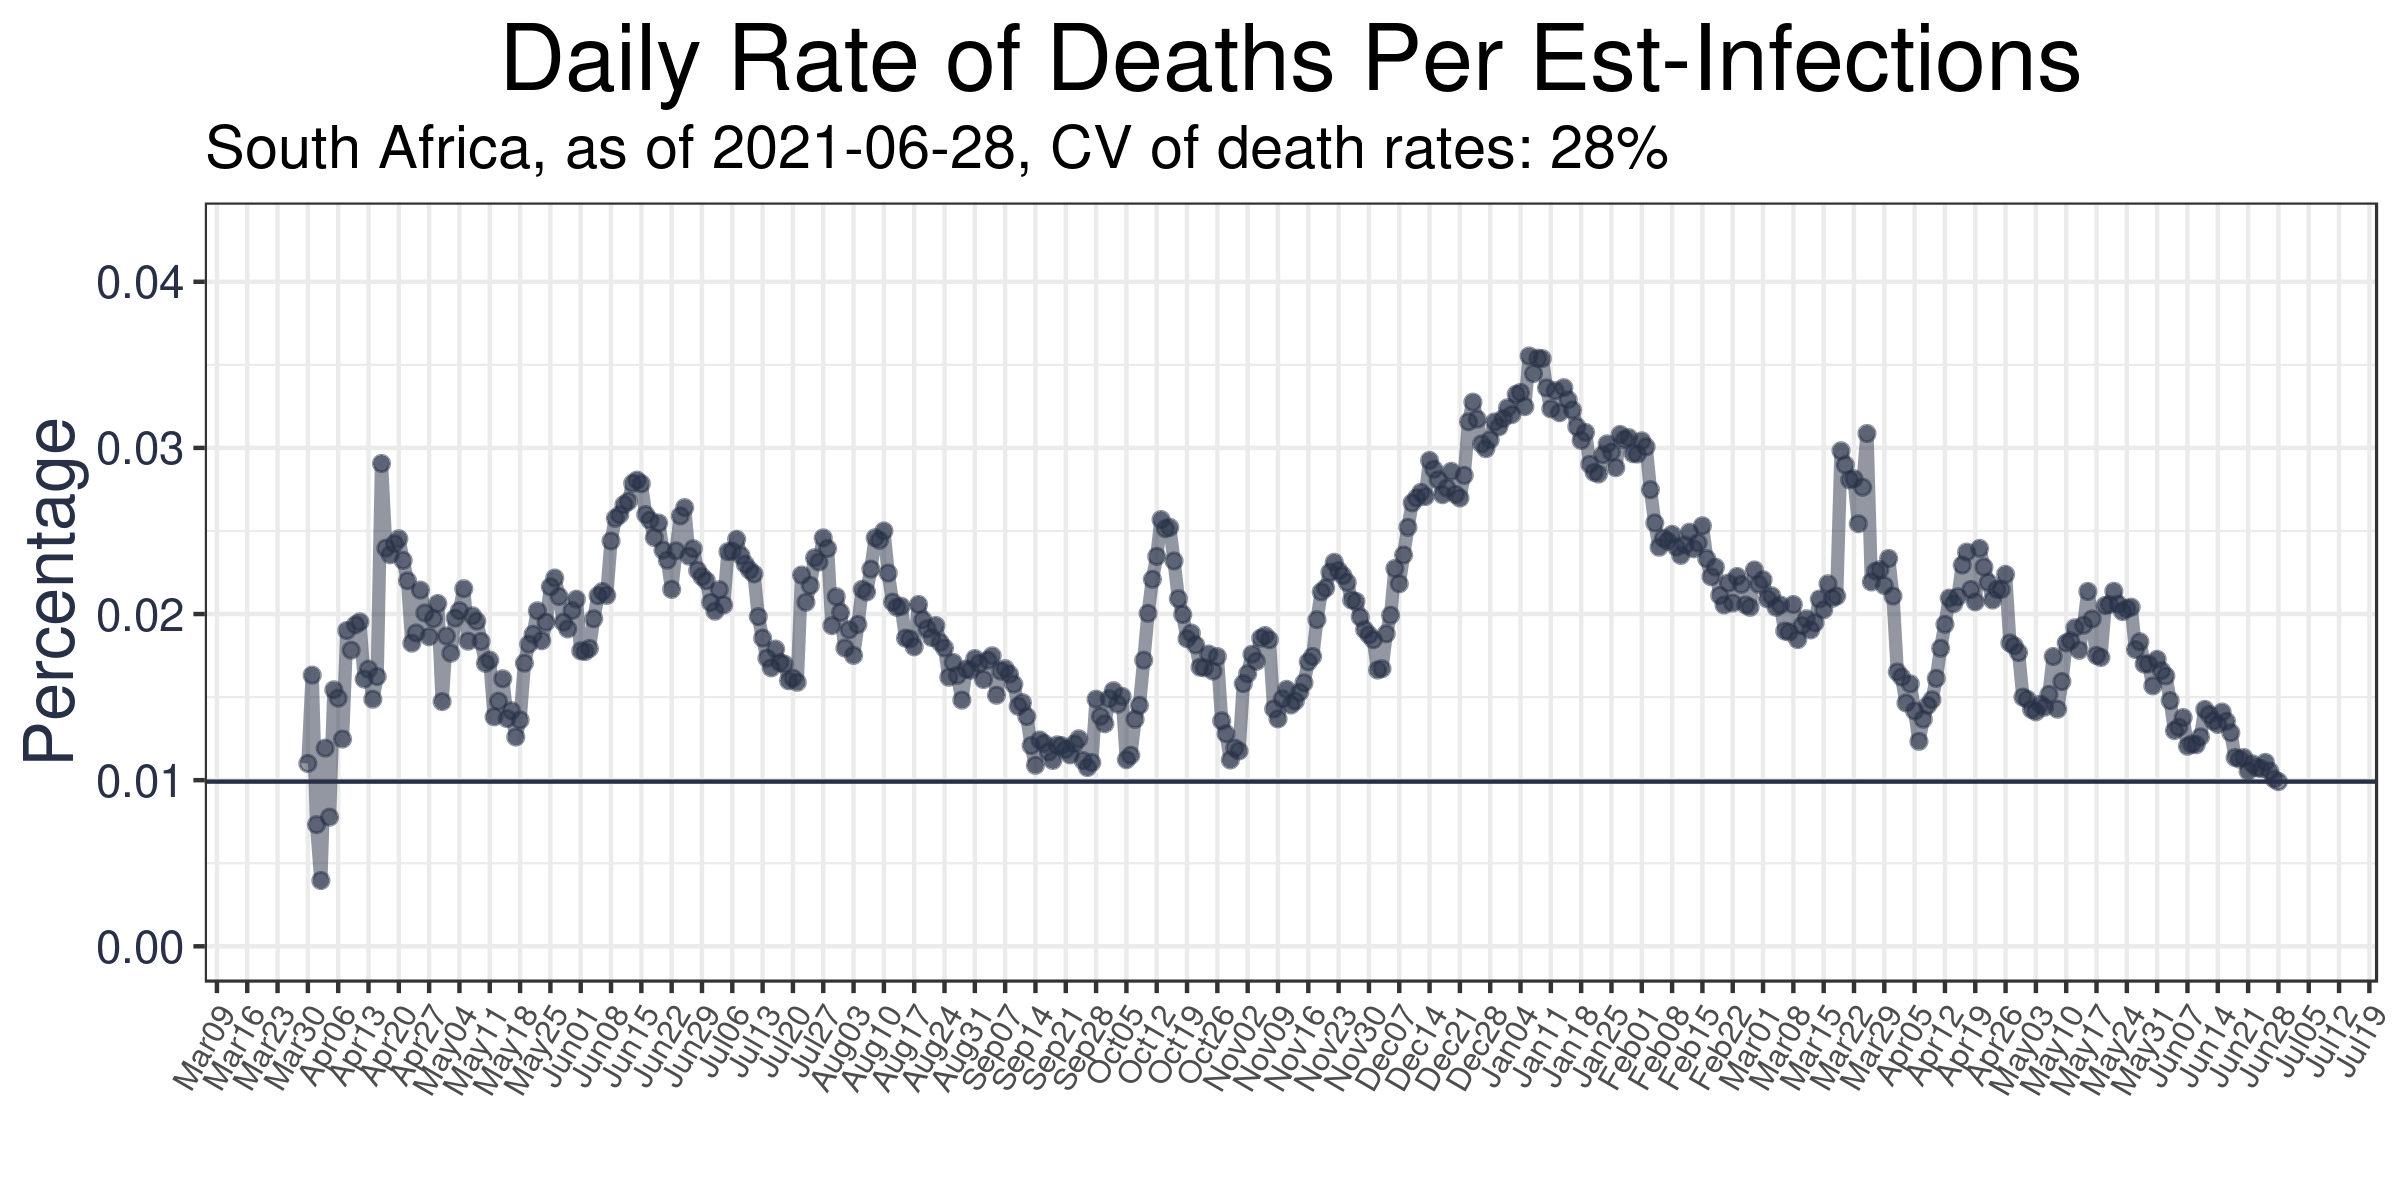 Daily Rate of Deaths Per Est-Infections
South Africa, as of 2021-06-28, CV of death rates: 28%
Percentage
0.04
0.03
0.02
0.01
0.00
Mar09
Mar16
Mar23
Mar30
Apr06
Apr13
Apr20
Apr27
May04
May11
May18
May25
Jun01
Jun08
Jun15
Jun22
Jun29
Jul06
Jul13
Jul20
Jul27
Aug03
Aug10
Aug17
Aug24
Aug31
Sep07
Sep14
Sep21
Sep28
Oct05
Oct12
Oct19
Oct26
Nov02
Nov09
Nov16
Nov23
Nov30
Dec07
Dec14
Dec21
Dec28
Jan04
Jan11
Jan18
Jan25
Feb01
Feb08
Feb15
Feb22
Mar01
Mar08
Mar15
Mar22
Mar29
Apr05
Apr12
Apr19
Apr26
May03
May10
May17
May24
May31
Jun07
Jun14
Jun21
Jun28
Jul05
Jul12
Jul19